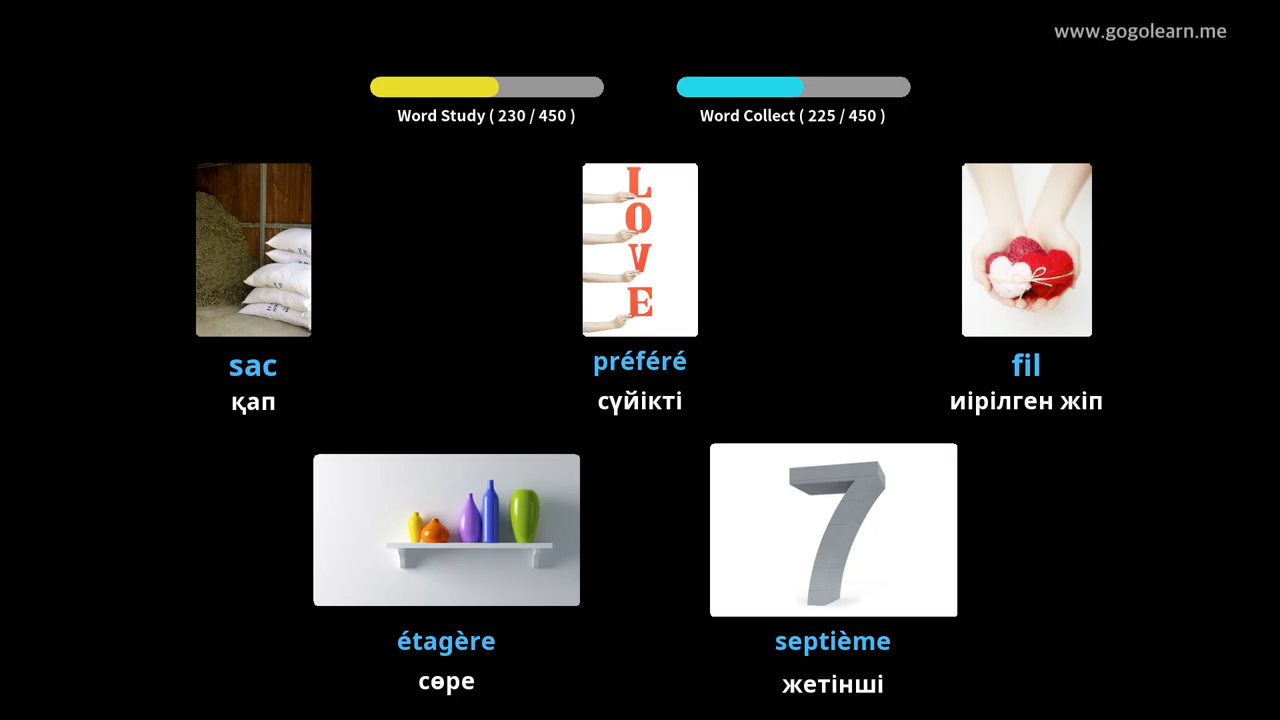 www.gogolearn.me
Word Study ( 230 / 450 )
Word Collect ( 225 / 450 )
L
O
V
E
sac
préféré
fil
қап
сүйікті
иірілген жіп
7
étagère
septième
сөре
жетінші